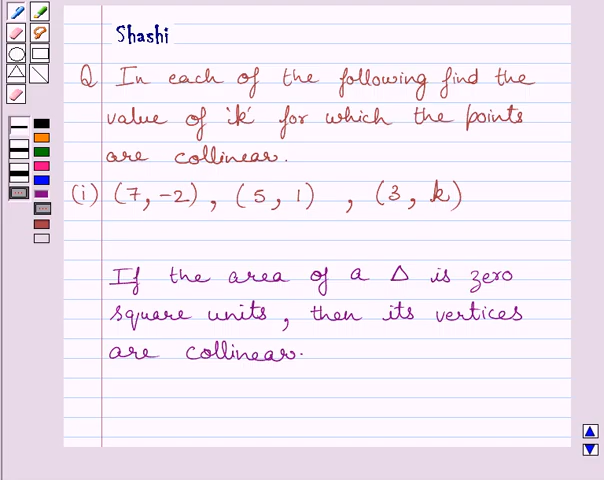 Shashi
Q In each of the following find the
value of 'k' for which the points
are collinear.
(i) (7, -2), (5, 1), (3, k)
If the area of a △ is zero
square units, then its vertices
are collinear.